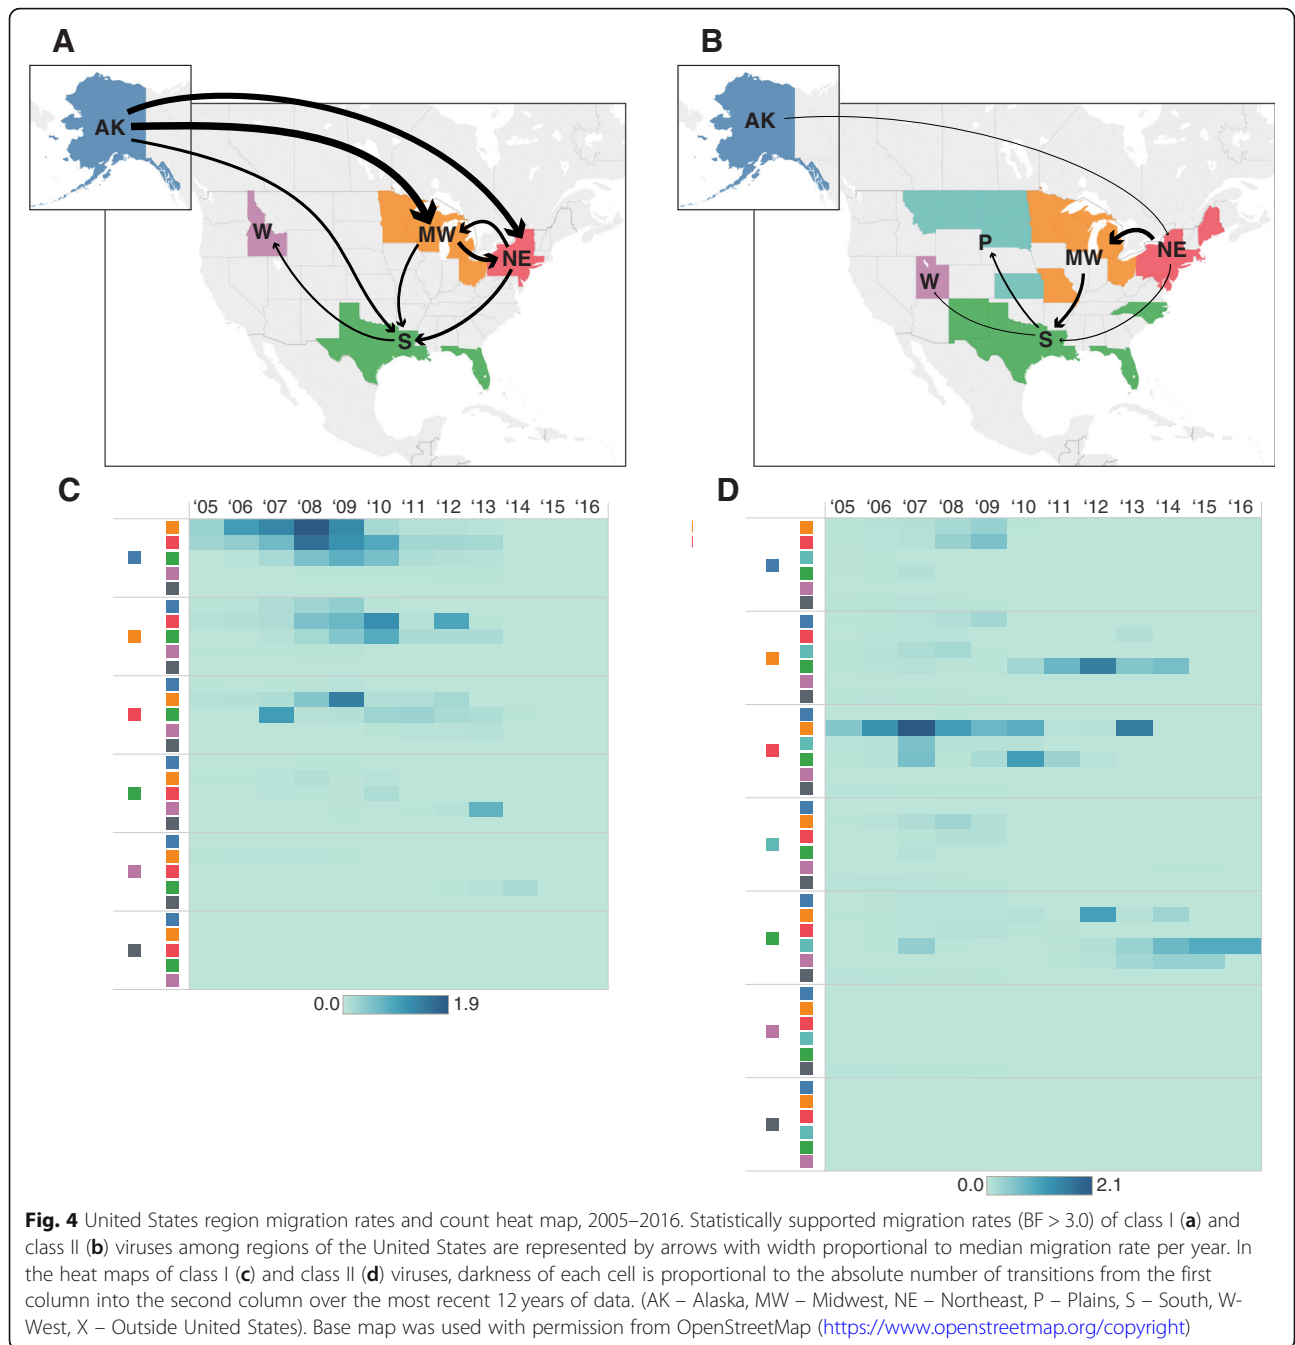 A
B
AK
W
MW
NE
S
AK
P
MW
NE
W
S
C
‘05 ‘06 ‘07 ‘08 ‘09 ‘10 ‘11 ‘12 ‘13 ‘14 ‘15 ‘16
0.0 1.9
D
‘05 ‘06 ‘07 ‘08 ‘09 ‘10 ‘11 ‘12 ‘13 ‘14 ‘15 ‘16
0.0 2.1
Fig. 4 United States region migration rates and count heat map, 2005–2016. Statistically supported migration rates (BF > 3.0) of class I (a) and
class II (b) viruses among regions of the United States are represented by arrows with width proportional to median migration rate per year. In
the heat maps of class I (c) and class II (d) viruses, darkness of each cell is proportional to the absolute number of transitions from the first
column into the second column over the most recent 12 years of data. (AK – Alaska, MW – Midwest, NE – Northeast, P – Plains, S – South, W-
West, X – Outside United States). Base map was used with permission from OpenStreetMap (https://www.openstreetmap.org/copyright)